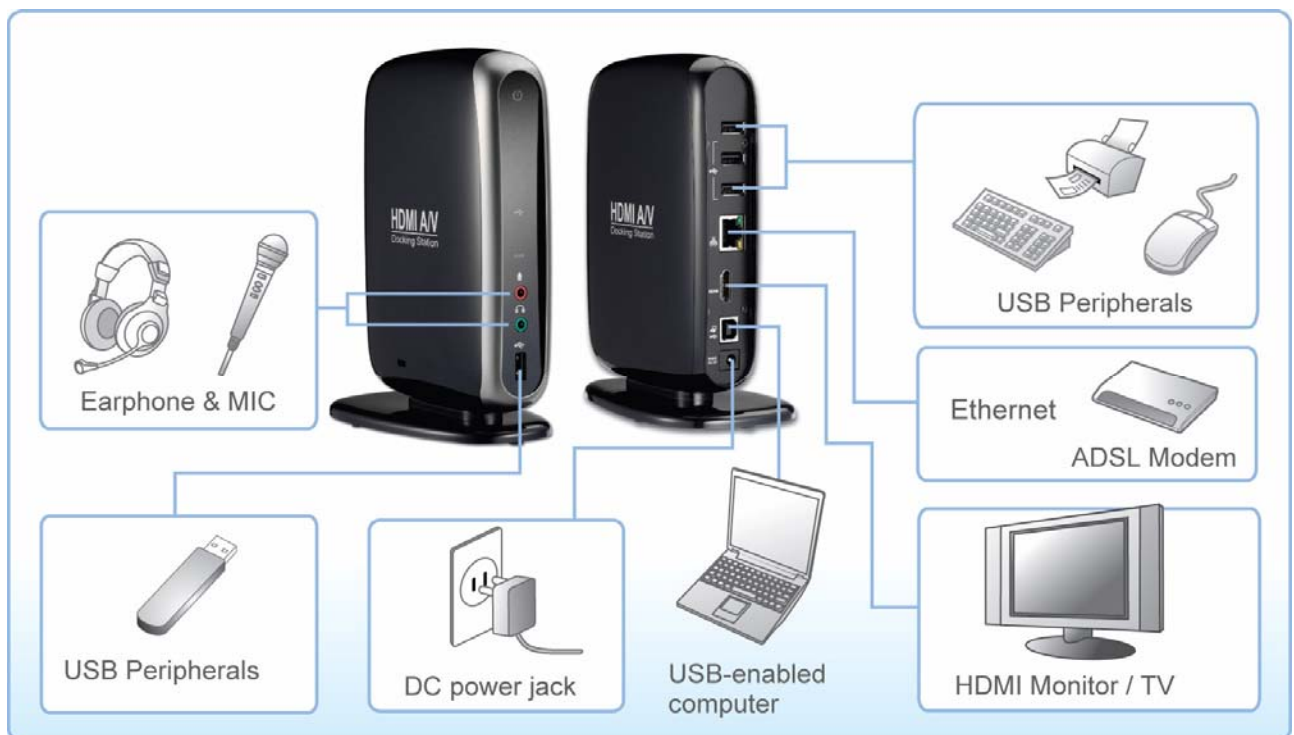 HDMI A/V
Docking Station
HDMI A/V
Docking Station
Earphone & MIC
USB Peripherals
Ethernet
ADSL Modem
USB Peripherals
DC power jack
USB-enabled
computer
HDMI Monitor / TV